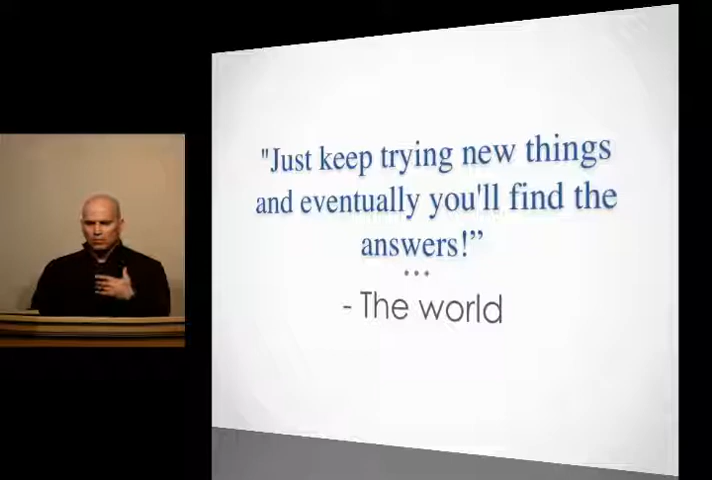 "Just keep trying new things
and eventually you'll find the
answers!”
...
- The world